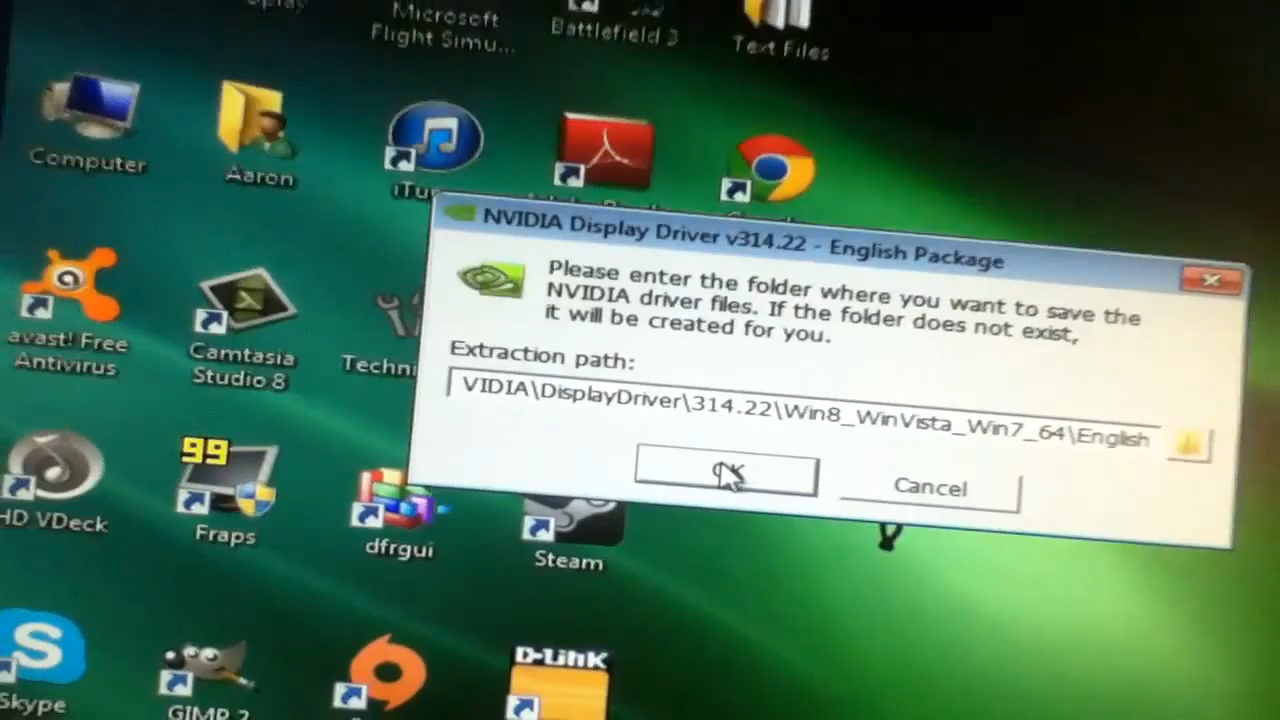 Microsoft
Flight Simu...
Battlefield 3
Text Files
Computer
Aaron
iTu
NVIDIA Display Driver v314.22 - English Package
Please enter the folder where you want to save the
NVIDIA driver files. If the folder does not exist,
it will be created for you.
Extraction path:
VIDIA\DisplayDriver\314.22\Win8_WinVista_Win7_64\English
OK
Cancel
avast! Free
Antivirus
Camtasia
Studio 8
Techni
HD VDeck
99
Fraps
dfrgui
Steam
S
Skype
GIMP 2
D-Link